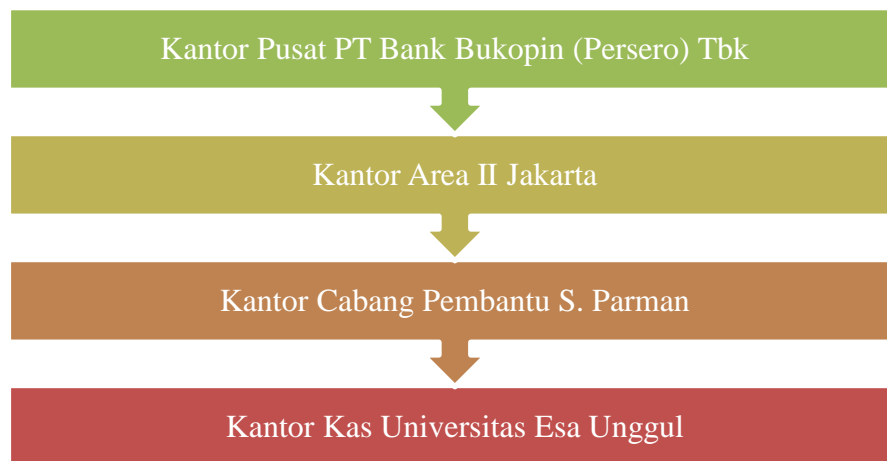 Kantor Pusat PT Bank Bukopin (Persero) Tbk
Kantor Area II Jakarta
Kantor Cabang Pembantu S. Parman
Kantor Kas Universitas Esa Unggul